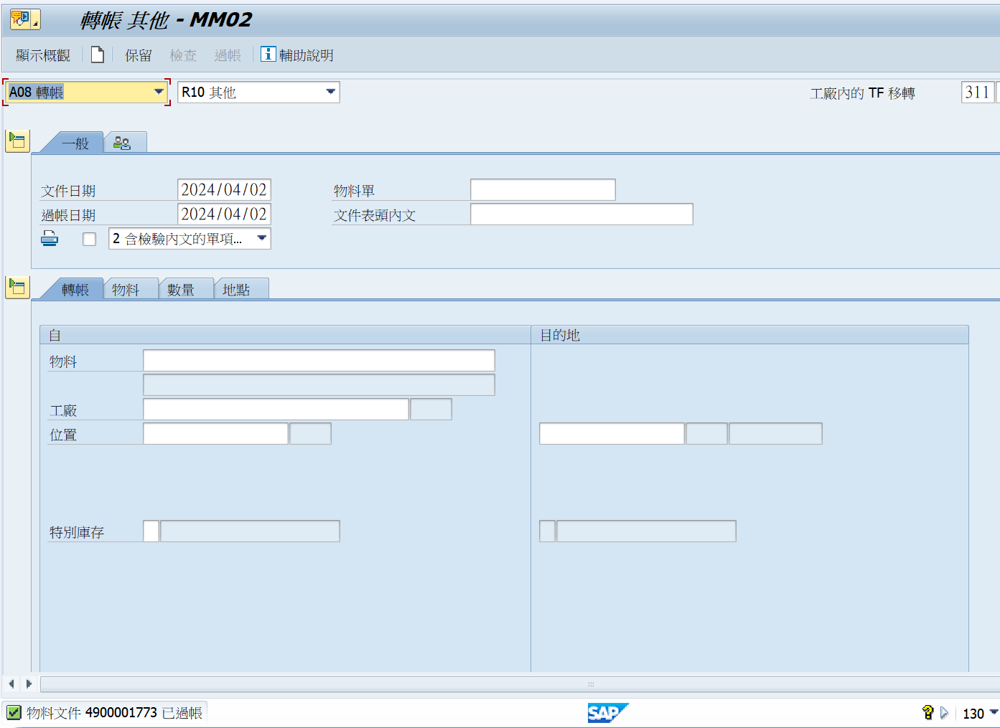 轉帳 其他 - MM02
顯示概觀 保留 檢查 過帳 輔助說明
A08 轉帳 R10 其他 工廠內的 TF 移轉 311
一般
文件日期 2024/04/02 物料單
過帳日期 2024/04/02 文件表頭內文
2 含檢驗內文的單項...
轉帳 物料 數量 地點
自 目的地
物料
工廠
位置
特別庫存
物料文件 4900001773 已過帳 SAP 130